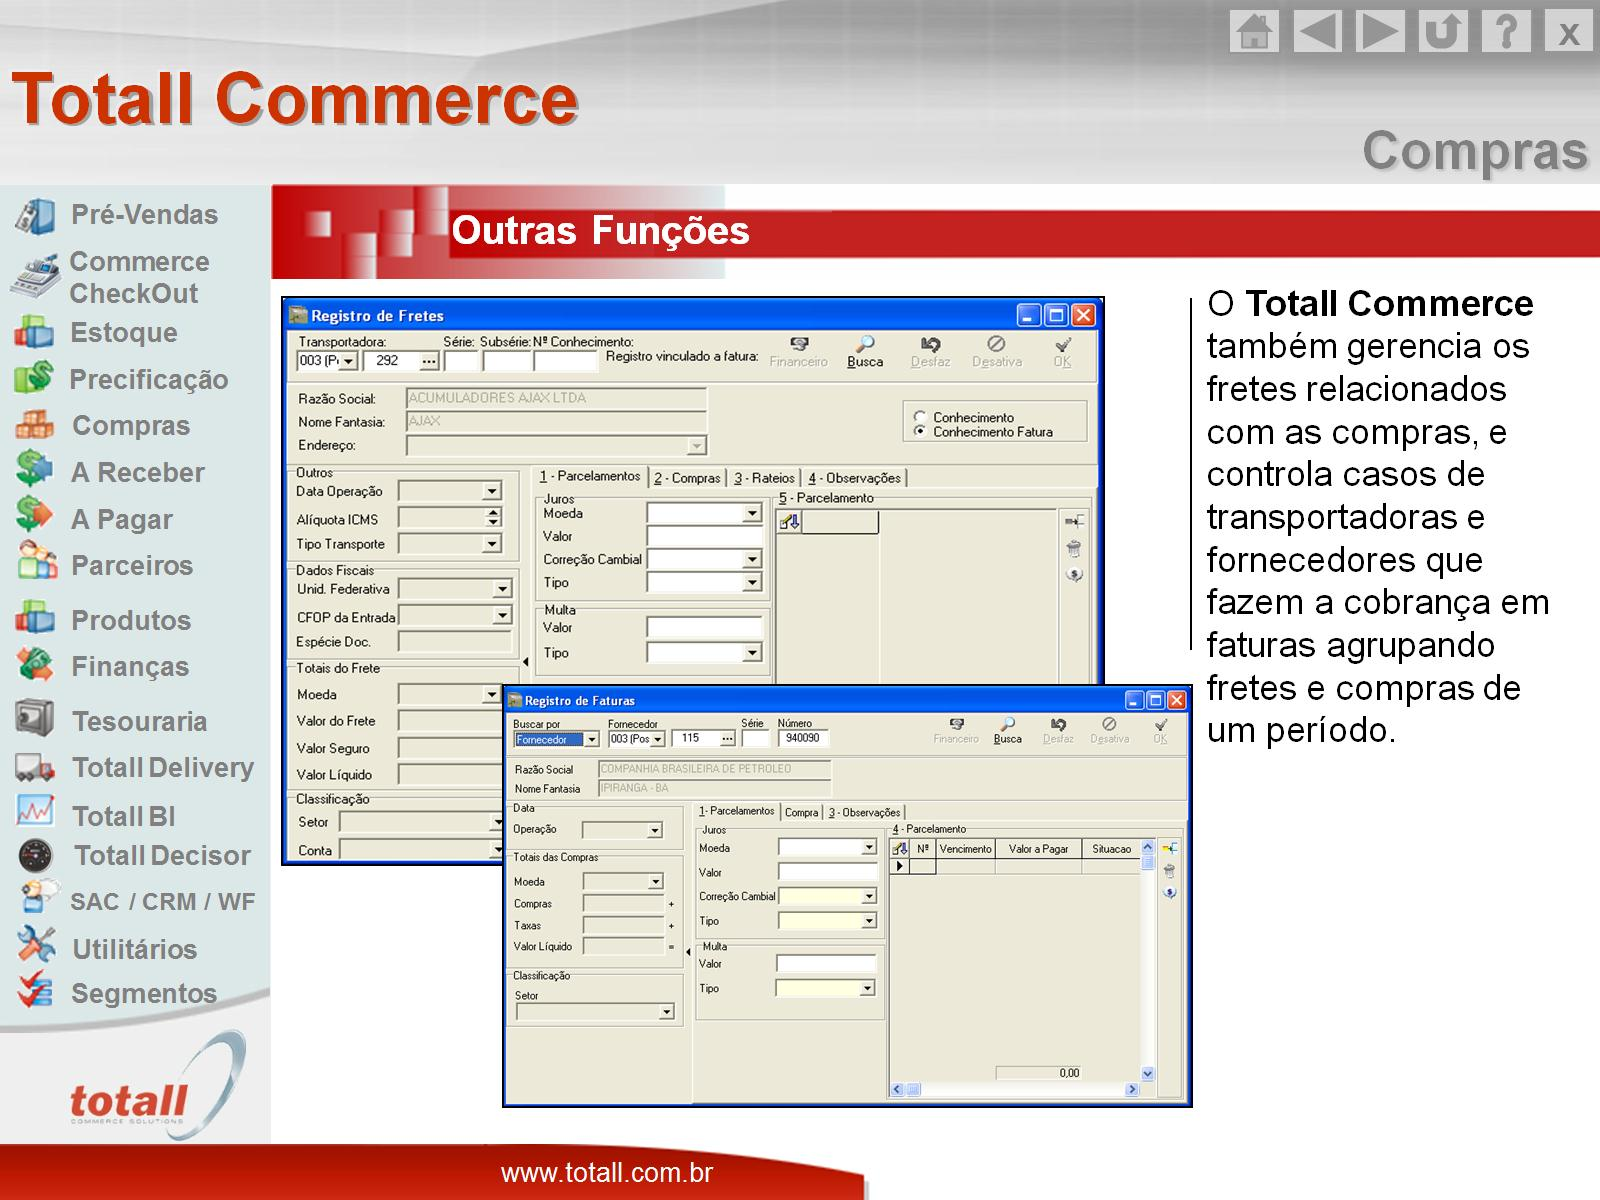 x
Totall Commerce
Compras
Pré-Vendas
Commerce
CheckOut
Estoque
Precificação
Compras
A Receber
A Pagar
Parceiros
Produtos
Finanças
Tesouraria
Totall Delivery
Totall BI
Totall Decisor
SAC / CRM / WF
Utilitários
Segmentos
totall
COMMERCE SOLUTIONS
Outras Funções
Registro de Fretes
Transportadora: Série: Subsérie: Nº Conhecimento:
003 (P 292 ... Registro vinculado a fatura:
Financeiro Busca Desfaz Desativa OK
Razão Social: ACUMULADORES AJAX LTDA
Nome Fantasia: AJAX
Endereço:
Conhecimento
Conhecimento Fatura
Outros
Data Operação
Alíquota ICMS
Tipo Transporte
Dados Fiscais
Unid. Federativa
CFOP da Entrada
Espécie Doc.
Totais do Frete
Moeda
Valor do Frete
Valor Seguro
Valor Líquido
Classificação
Setor
Conta
1 - Parcelamentos 2 - Compras 3 - Rateios 4 - Observações
Juros
Moeda
Valor
Correção Cambial
Tipo
Multa
Valor
Tipo
5 - Parcelamento
Registro de Faturas
Buscar por Fornecedor Série Número
Fornecedor 003 (Pos 115 ... 940090
Financeiro Busca Desfaz Desativa OK
Razão Social COMPANHIA BRASILEIRA DE PETROLEO
Nome Fantasia IPIRANGA - BA
Data
Operação
Totais das Compras
Moeda
Compras +
Taxas +
Valor Líquido =
Classificação
Setor
1- Parcelamentos Compra 3 - Observações
Juros
Moeda
Valor
Correção Cambial
Tipo
Multa
Valor
Tipo
4 - Parcelamento
Nº Vencimento Valor a Pagar Situacao
0,00
O Totall Commerce
também gerencia os
fretes relacionados
com as compras, e
controla casos de
transportadoras e
fornecedores que
fazem a cobrança em
faturas agrupando
fretes e compras de
um período.
www.totall.com.br